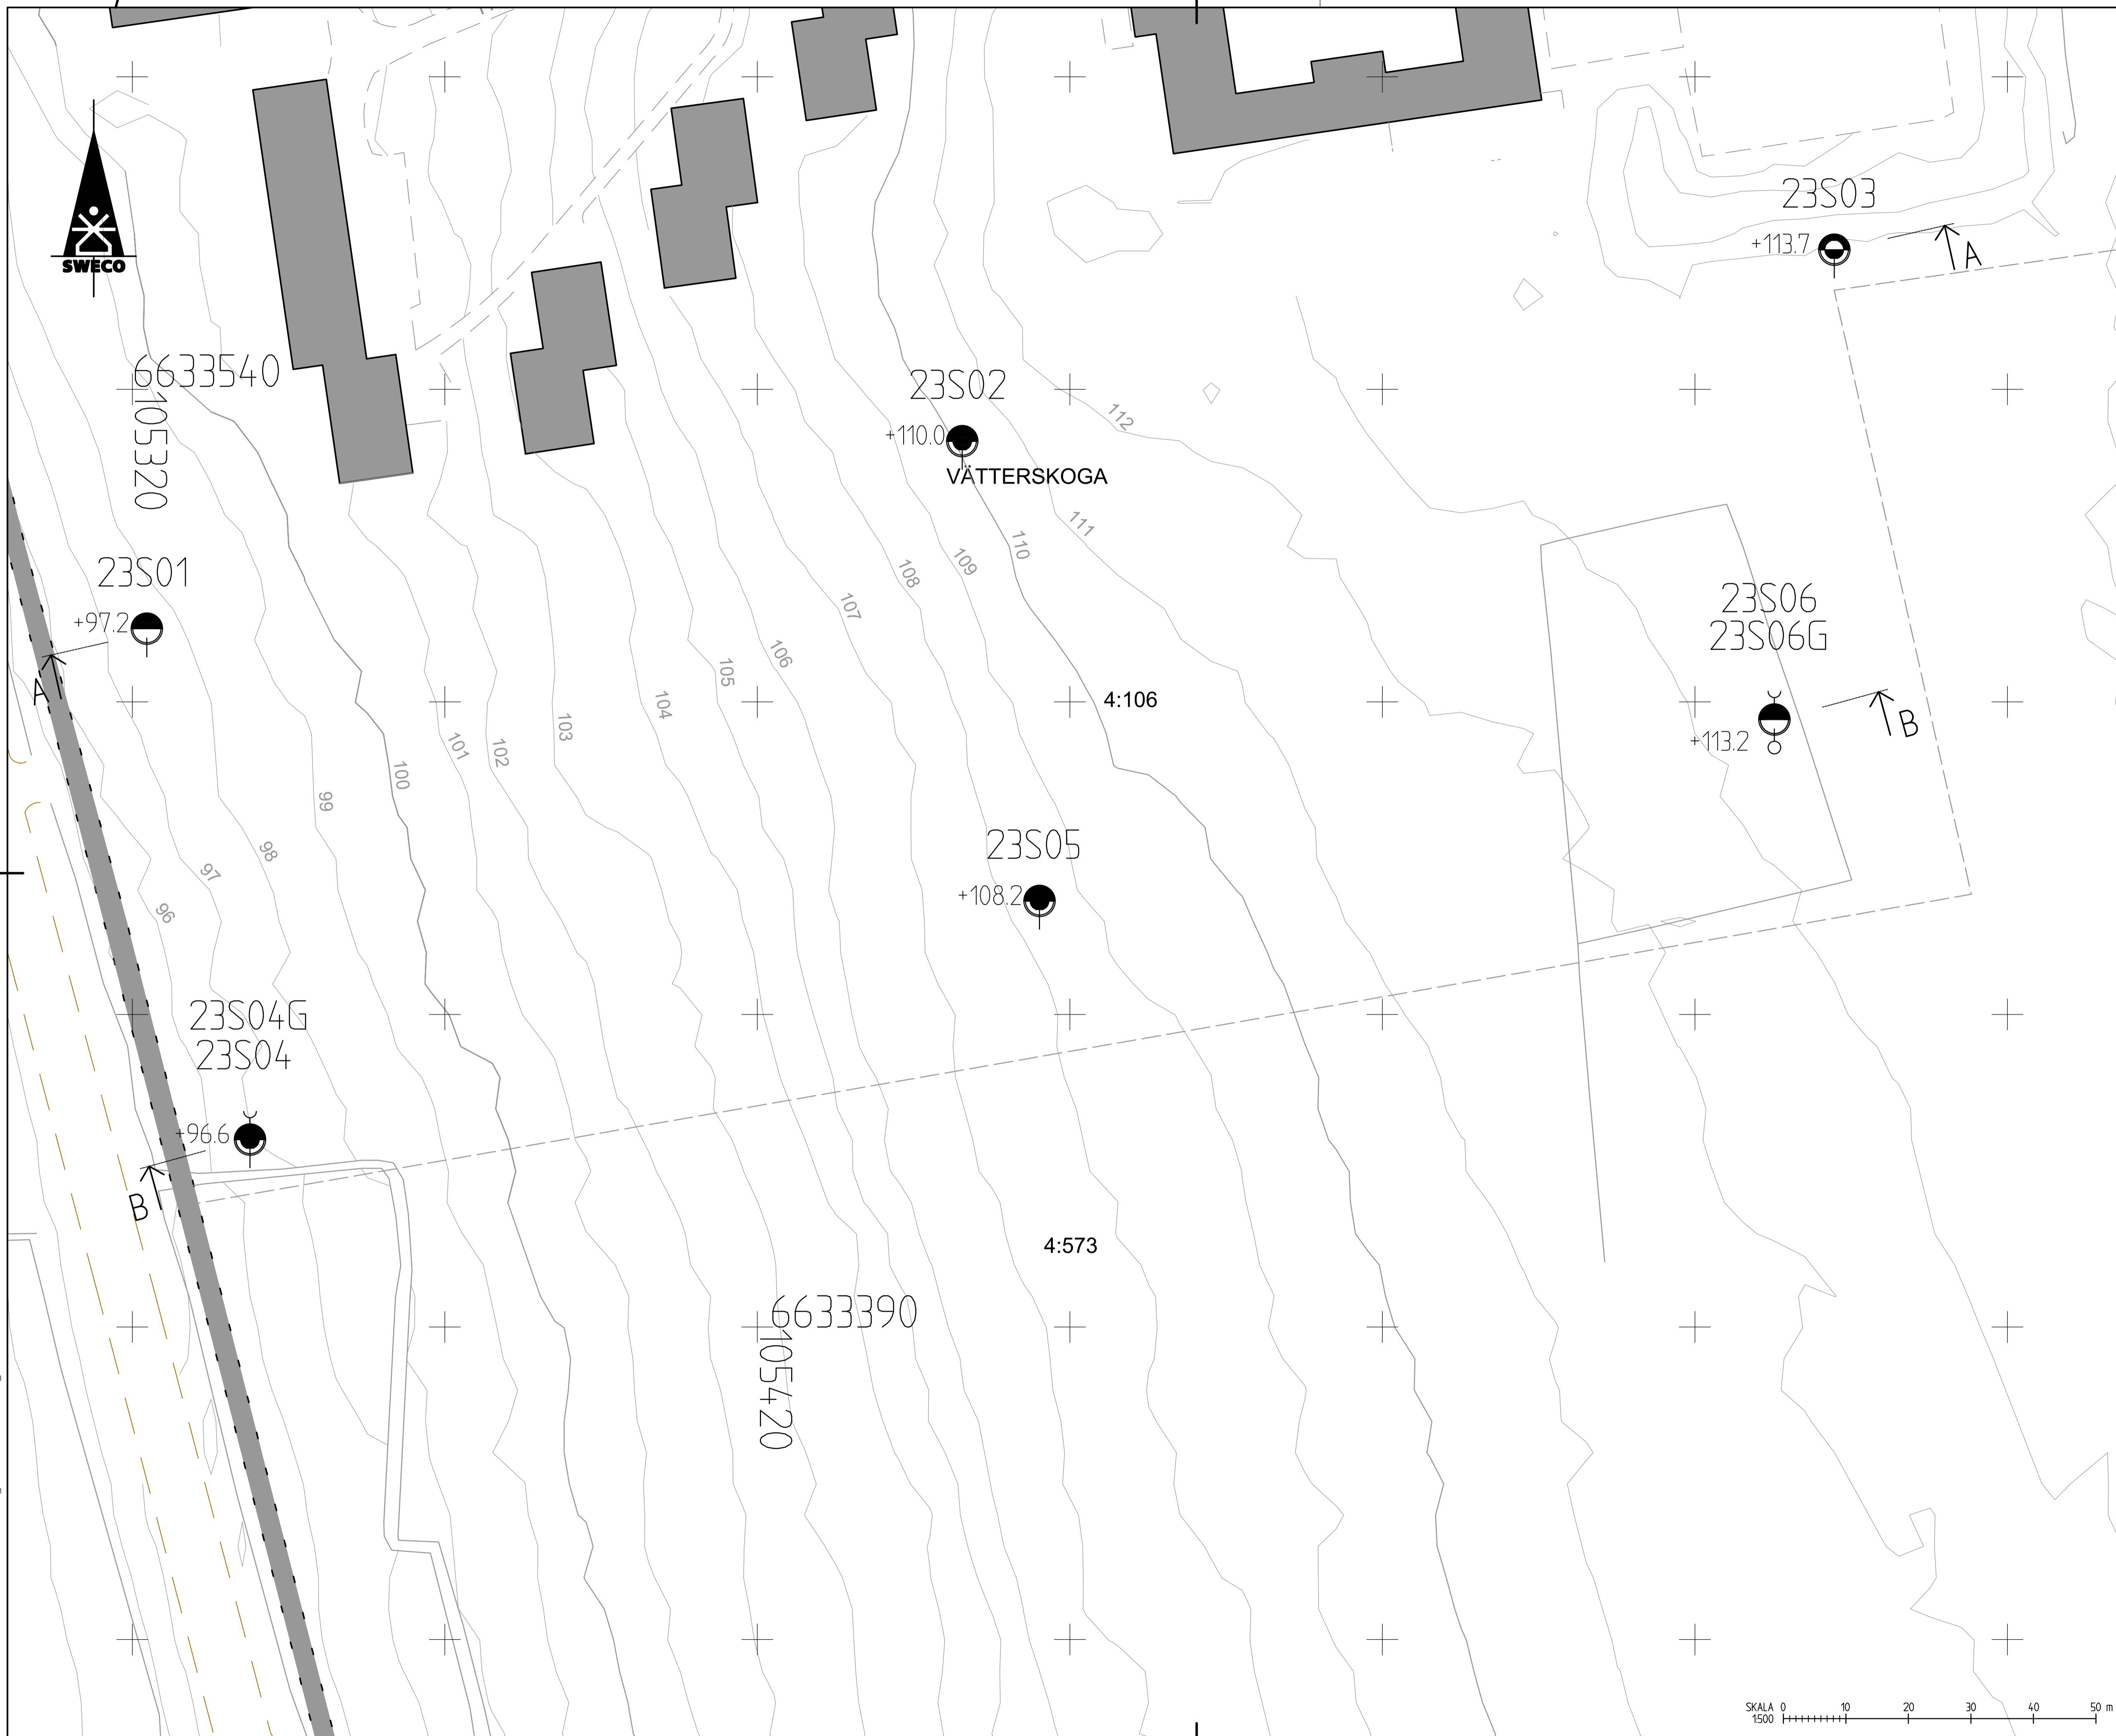 23S03
+113.7
A
SWECO
6633540
105320
23S02
+110.0
VÄTTERSKOGA
112
111
110
109
108
107
106
105
104
103
102
101
100
99
98
97
96
23S01
+97.2
A
23S06
23S06G
+113.2
B
4:106
23S05
+108.2
23S04G
23S04
+96.6
B
4:573
6633390
105420
SKALA 0 10 20 30 40 50 m
1:500